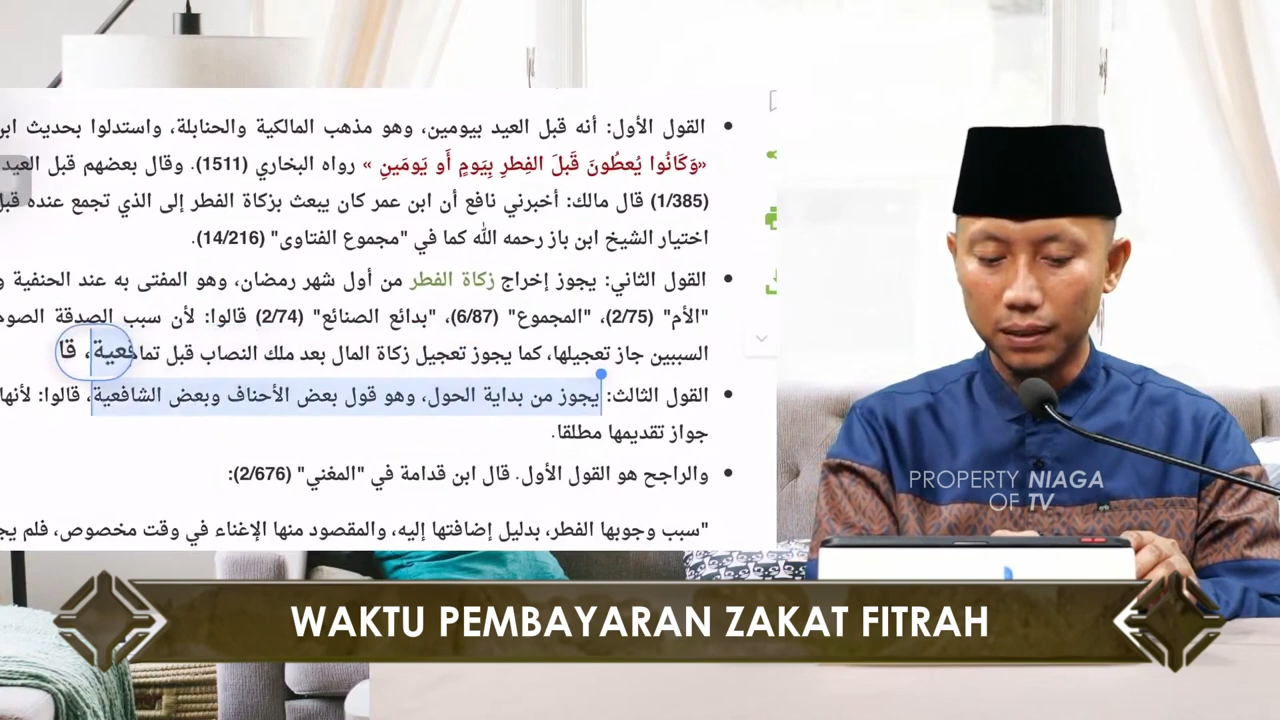 القول الأول: أنه قبل العيد بيومين، وهو مذهب المالكية والحنابلة، واستدلوا بحديث ابن
«وَكَانُوا يُعطُونَ قَبلَ الفِطرِ بِيَومٍ أَو يَومَينِ » رواه البخاري (1511). وقال بعضهم قبل العيد
(1/385) قال مالك: أخبرني نافع أن ابن عمر كان يبعث بزكاة الفطر إلى الذي تجمع عنده قبل
اختيار الشيخ ابن باز رحمه الله كما في "مجموع الفتاوى" (14/216).
القول الثاني: يجوز إخراج زكاة الفطر من أول شهر رمضان، وهو المفتى به عند الحنفية و
"الأم" (2/75)، "المجموع" (6/87)، "بدائع الصنائع" (2/74) قالوا: لأن سبب الصدقة الصوم
السببين جاز تعجيلها، كما يجوز تعجيل زكاة المال بعد ملك النصاب قبل
القول الثالث: يجوز من بداية الحول، وهو قول بعض الأحناف وبعض الشافعية، قالوا: لأنها
جواز تقديمها مطلقا.
والراجح هو القول الأول. قال ابن قدامة في "المغني" (2/676):
"سبب وجوبها الفطر، بدليل إضافتها إليه، والمقصود منها الإغناء في وقت مخصوص، فلم
PROPERTY NIAGA
OF TV
WAKTU PEMBAYARAN ZAKAT FITRAH